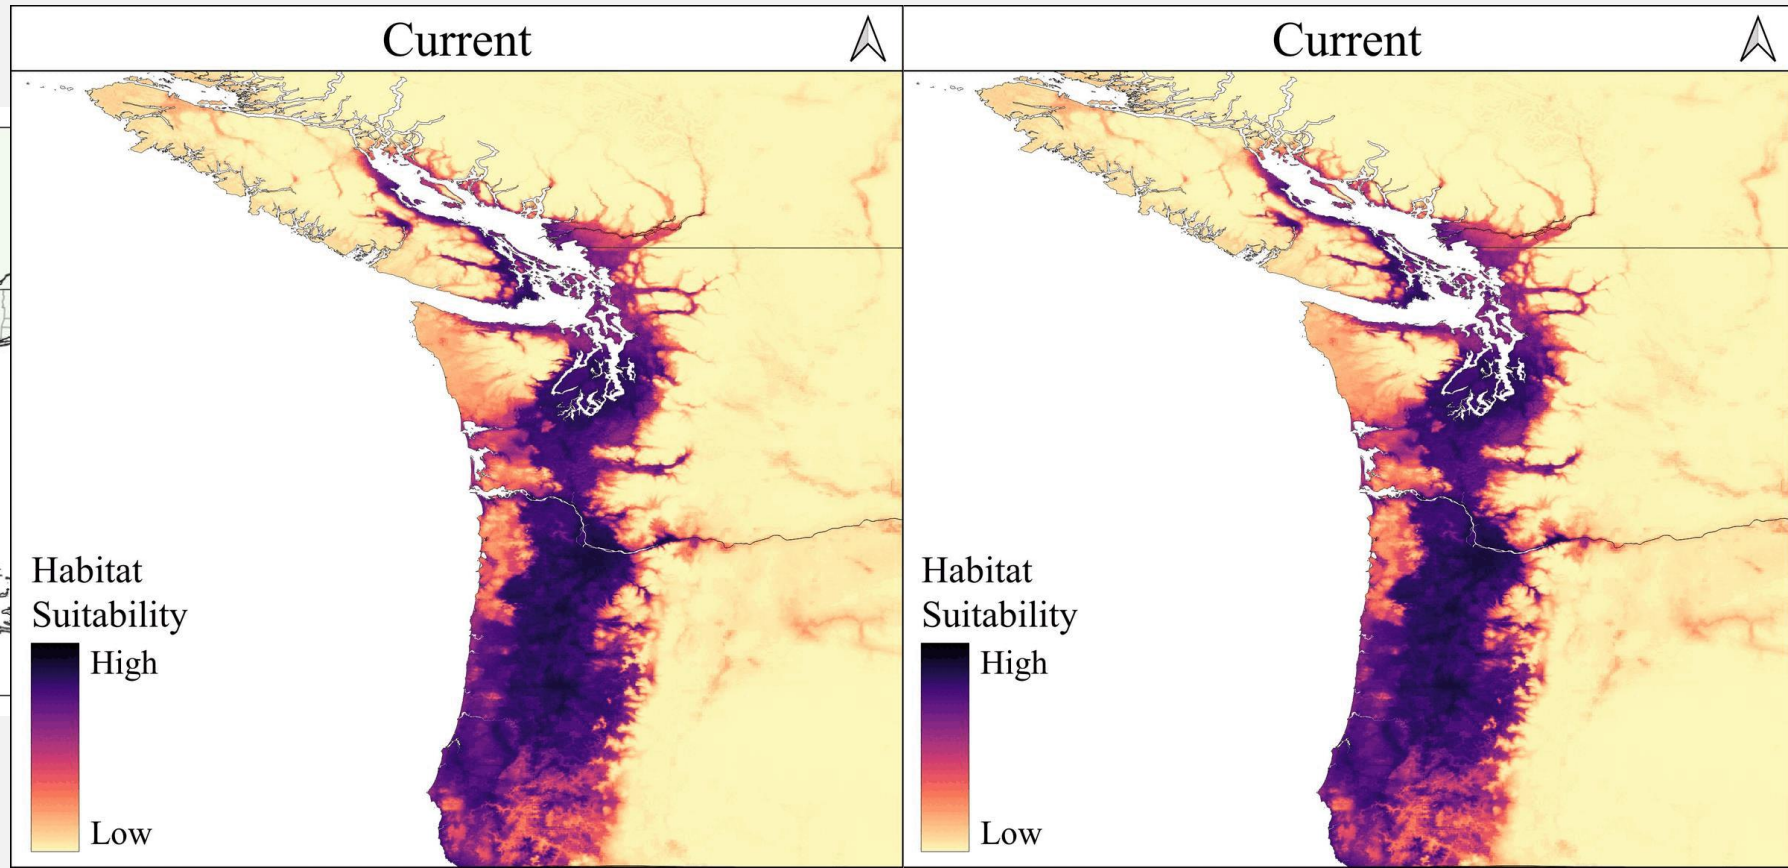 Current
Habitat
Suitability
High
Low
Current
Habitat
Suitability
High
Low